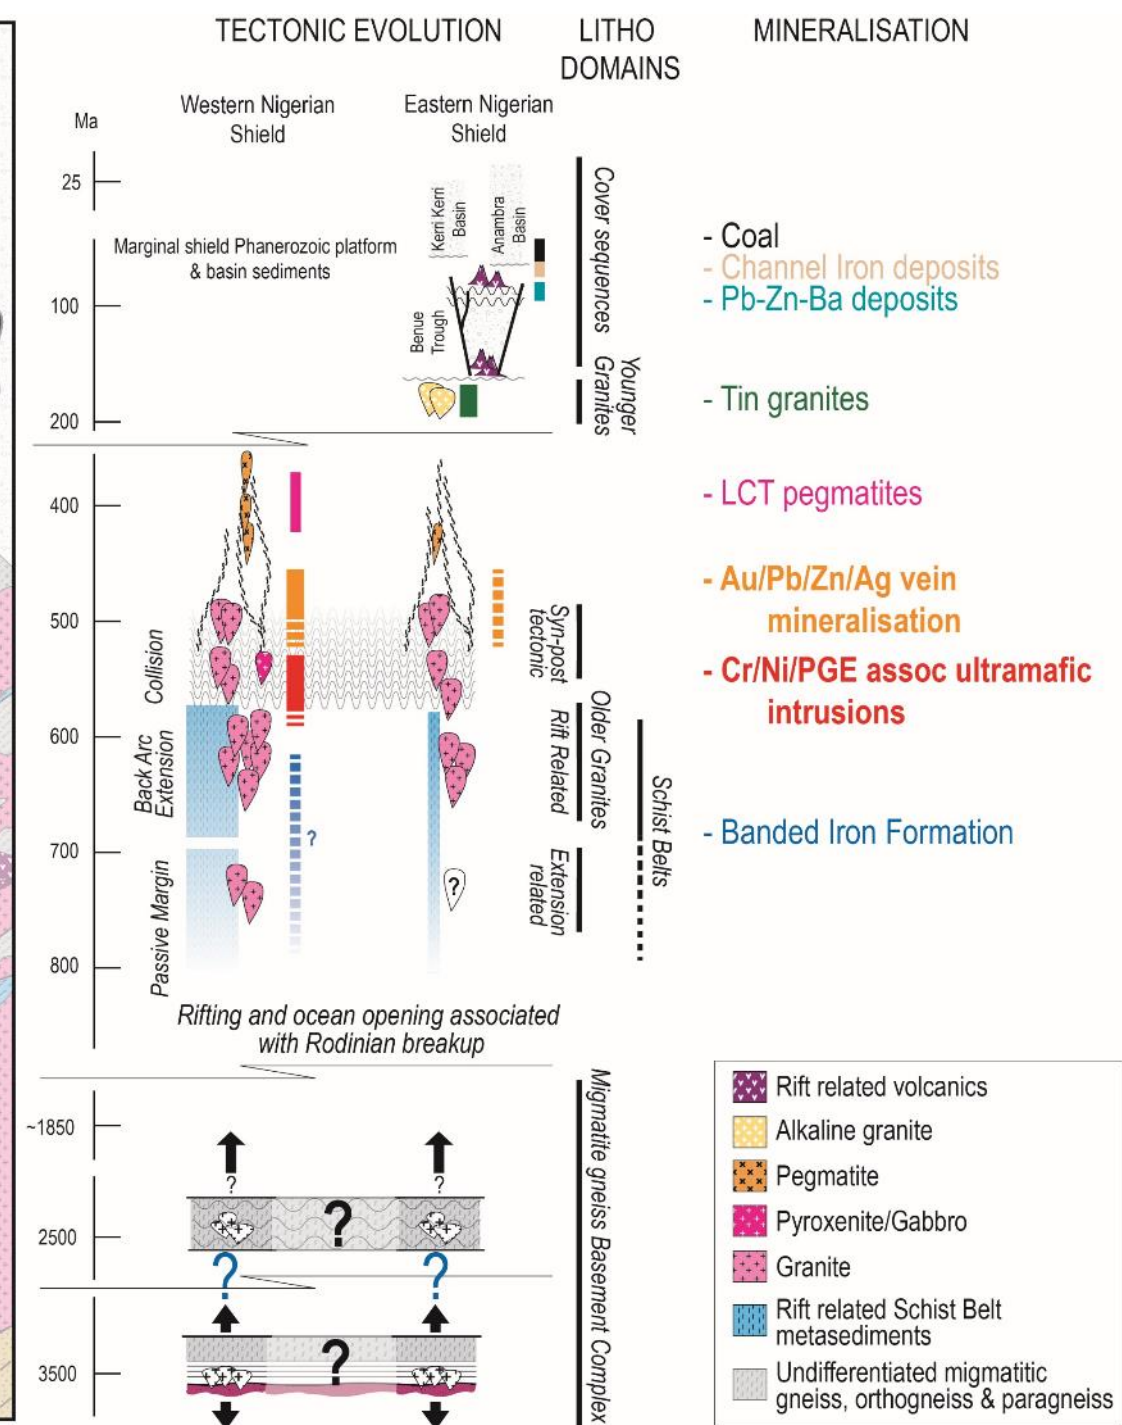 TECTONIC EVOLUTION
LITHO
DOMAINS
MINERALISATION
Western Nigerian
Shield
Eastern Nigerian
Shield
Ma
25
100
200
400
500
600
700
800
~1850
2500
3500
Marginal shield Phanerozoic platform
& basin sediments
Kerri Kerri
Basin
Anambra
Basin
Benue
Trough
Cover sequences
Younger
Granites
- Coal
- Channel Iron deposits
- Pb-Zn-Ba deposits
- Tin granites
- LCT pegmatites
- Au/Pb/Zn/Ag vein
mineralisation
- Cr/Ni/PGE assoc ultramafic
intrusions
- Banded Iron Formation
Collision
Back Arc
Extension
Passive Margin
?
?
Syn-post
tectonic
Older Granites
Rift Related
Extension
related
Schist Belts
Rifting and ocean opening associated
with Rodinian breakup
Migmatite gneiss Basement Complex
?
?
?
?
?
?
Rift related volcanics
Alkaline granite
Pegmatite
Pyroxenite/Gabbro
Granite
Rift related Schist Belt
metasediments
Undifferentiated migmatitic
gneiss, orthogneiss & paragneiss